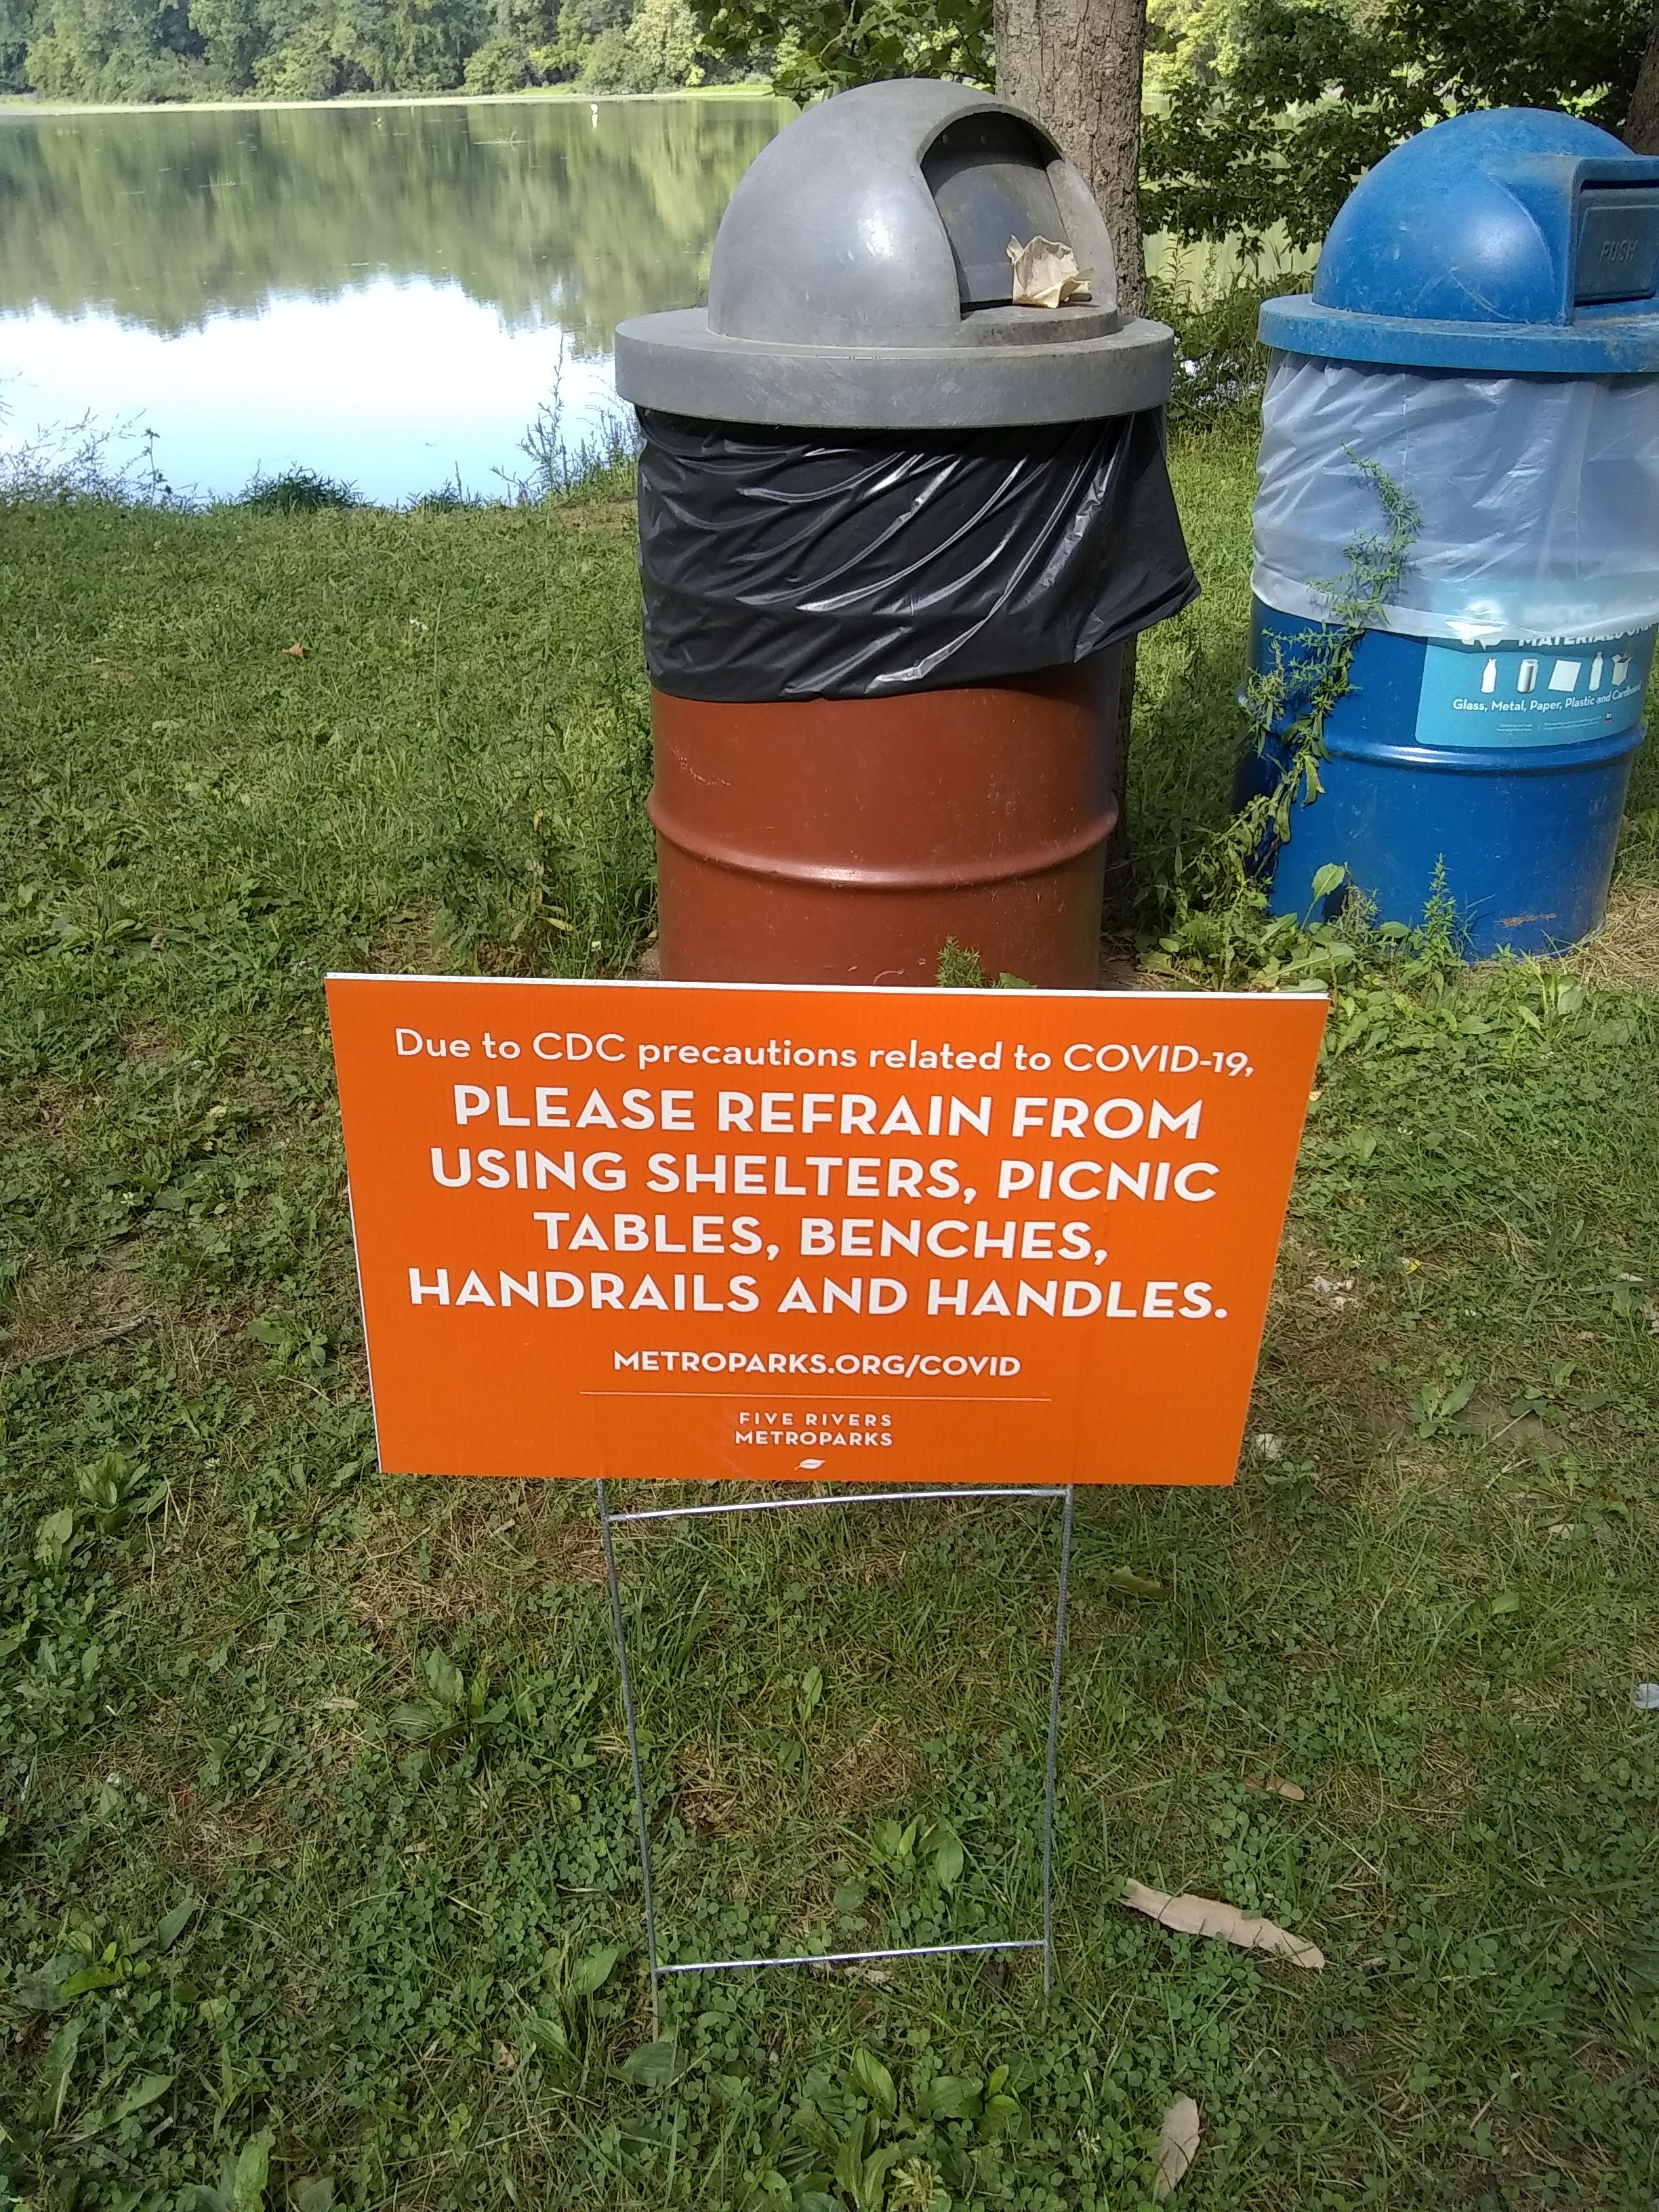 PUSH
MATERIALS
Glass, Metal, Paper, Plastic and Cardboard
Due to CDC precautions related to COVID-19,
PLEASE REFRAIN FROM
USING SHELTERS, PICNIC
TABLES, BENCHES,
HANDRAILS AND HANDLES.
METROPARKS.ORG/COVID
FIVE RIVERS
METROPARKS